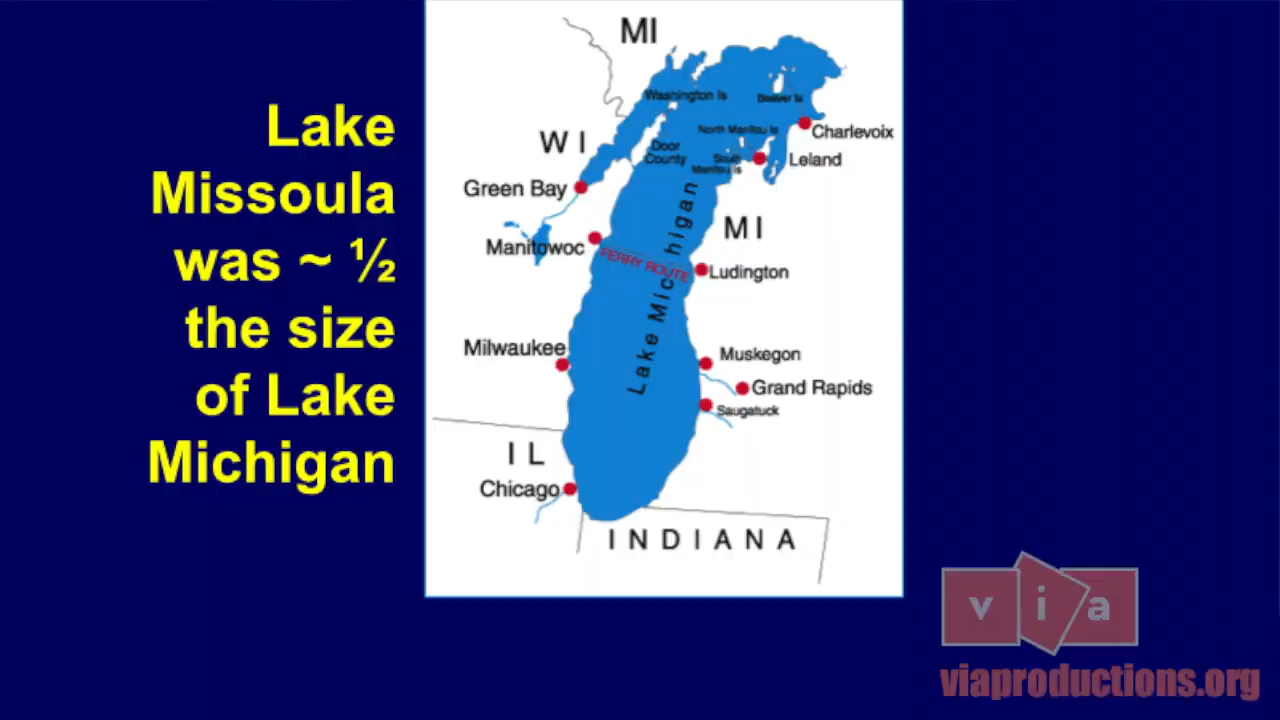 Lake
Missoula
was ~ ½
the size
of Lake
Michigan
MI
Washington Is
Beaver Is
North Manitou Is
Charlevoix
W I
Door
County
South
Manitou Is
Leland
Green Bay
M I
Manitowoc
FERRY ROUTE
Ludington
Lake Michigan
Milwaukee
Muskegon
Grand Rapids
Saugatuck
I L
Chicago
I N D I A N A
v i a
viaproductions.org